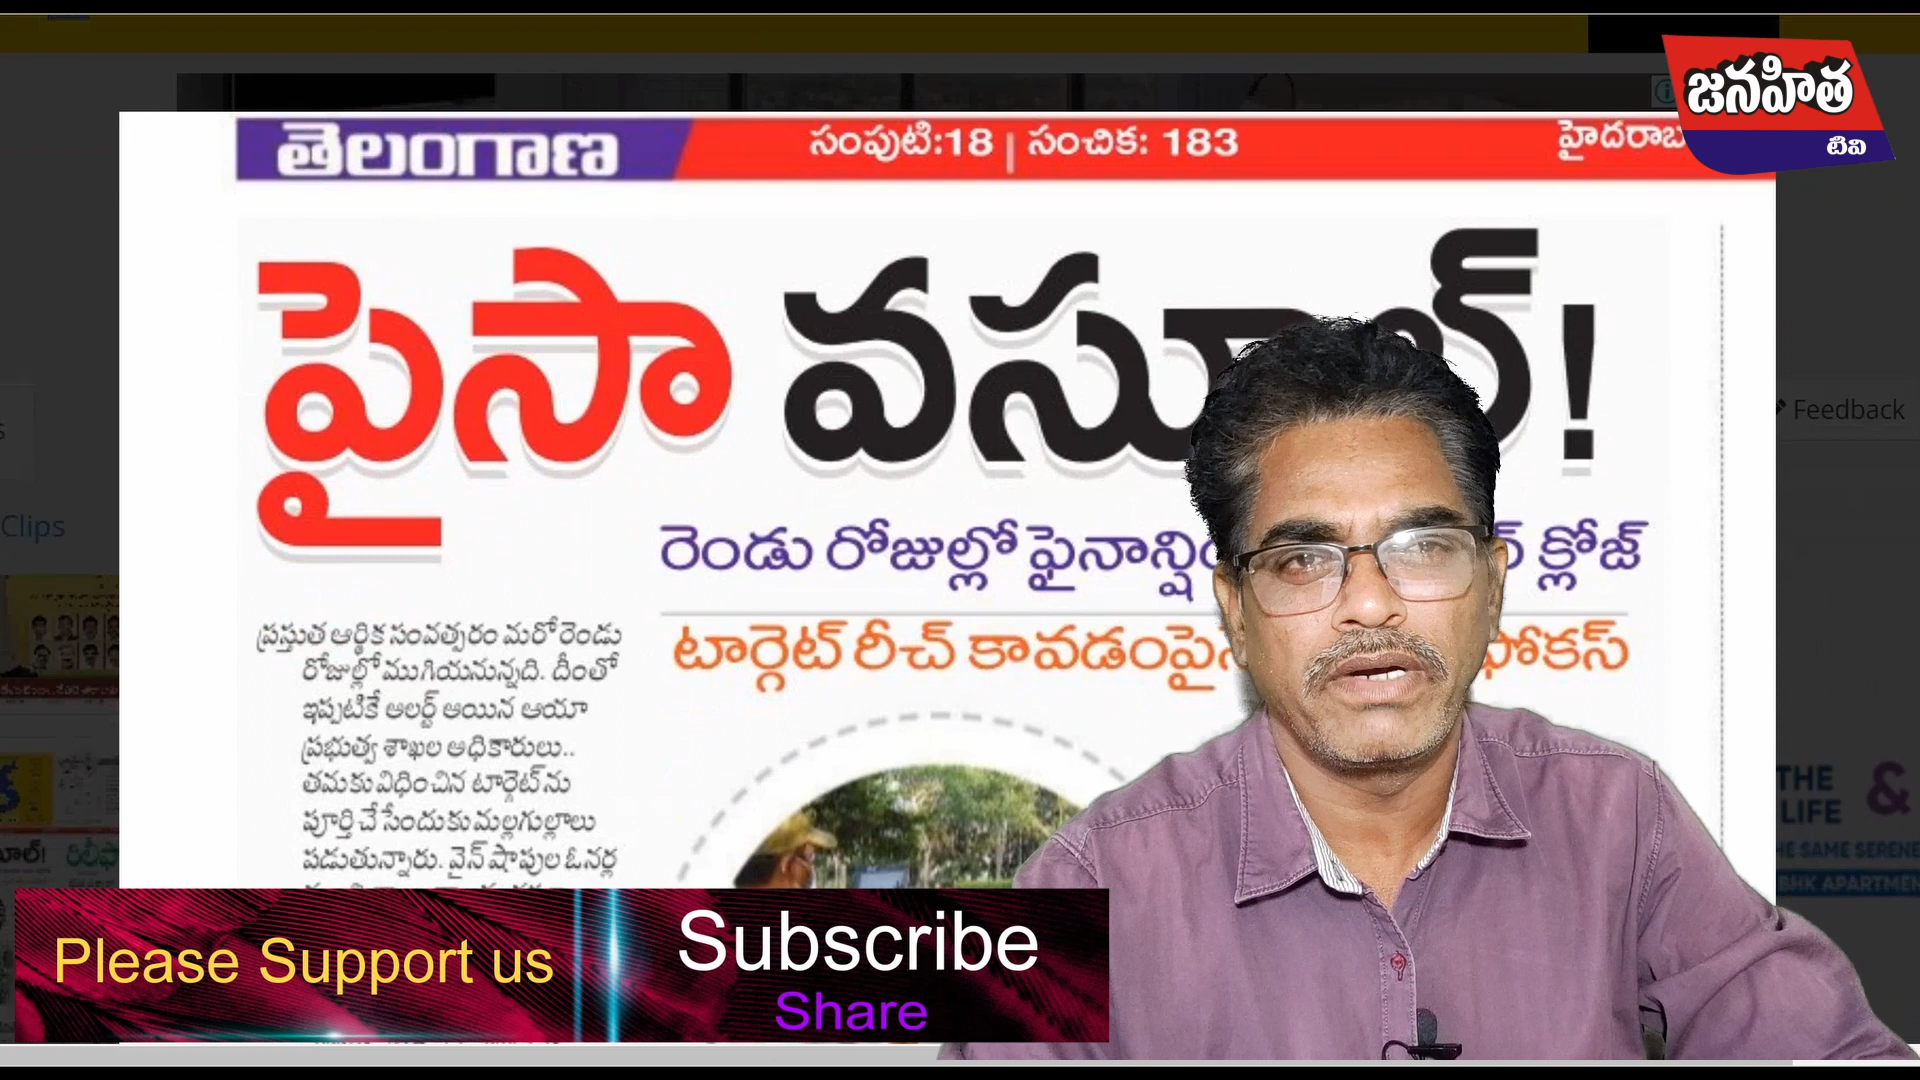 జనహిత
టివి
తెలంగాణ
సంపుటి:18 | సంచిక: 183
పైసా వసూల్!
రెండు రోజుల్లో క్లోజ్
టార్గెట్ రీచ్ కావడంపై
ప్రస్తుత ఆర్థిక సంవత్సరం మరో రెండు
రోజుల్లో ముగియనున్నది. దీంతో
ఇప్పటికే అలర్ట్ అయిన ఆయా
ప్రభుత్వ శాఖల అధికారులు..
తమకు విధించిన టార్గెట్‌ను
పూర్తి చేసేందుకు మల్లగుల్లాలు
పడుతున్నారు. వైన్ షాపుల ఓనర్ల
Feedback
Clips
THE
LIFE &
Please Support us
Subscribe
Share